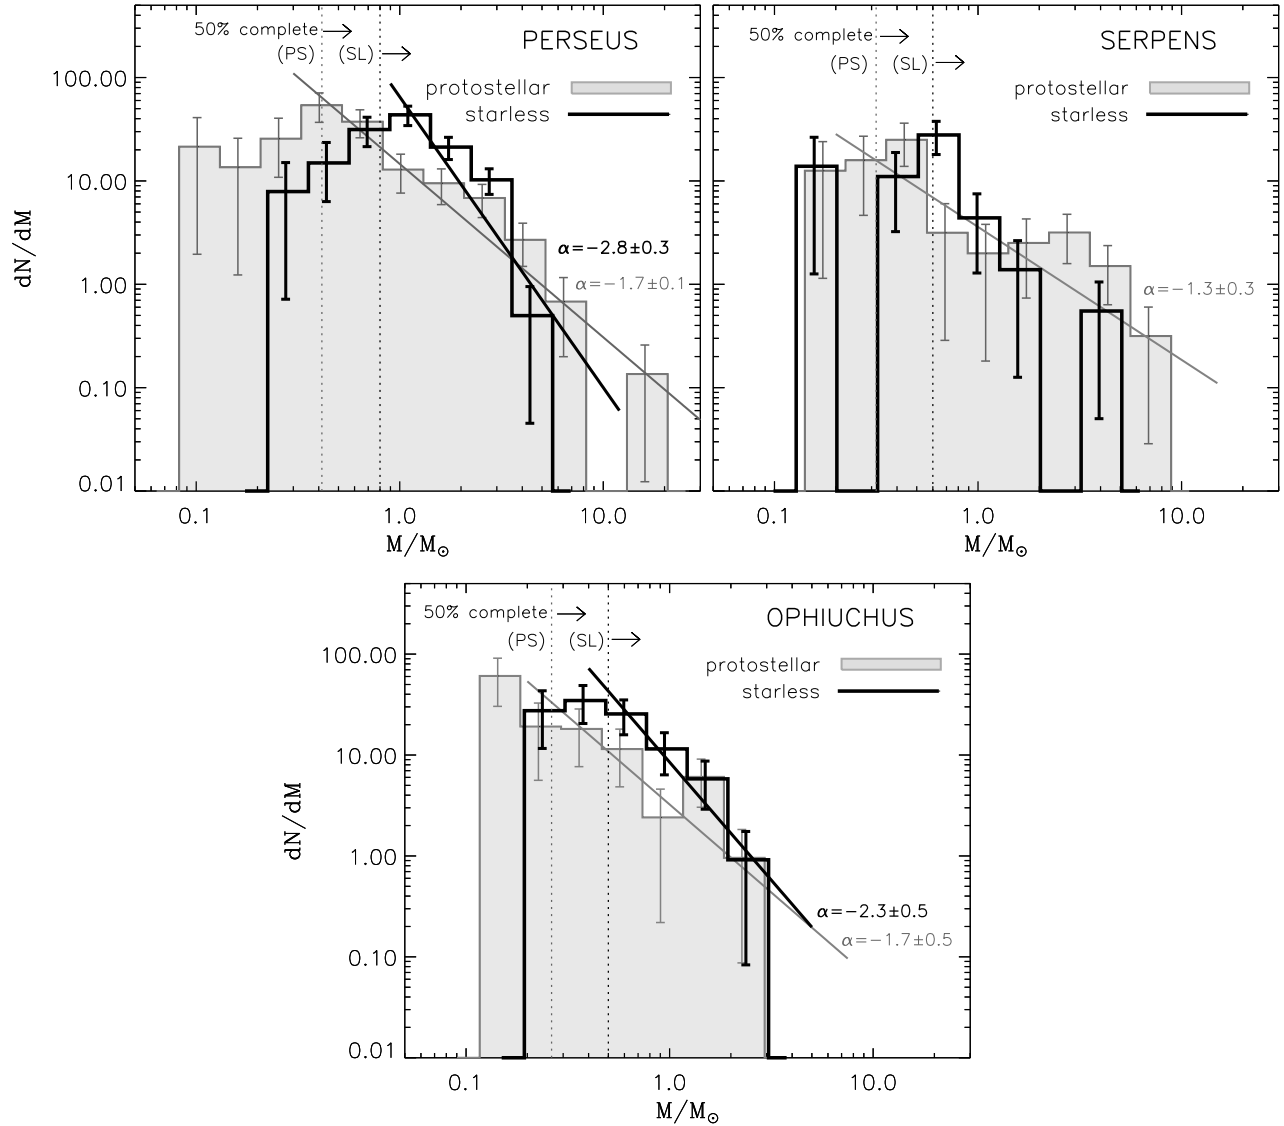 50% complete →
(PS) (SL) →
PERSEUS
protostellar
starless
100.00
10.00
1.00
0.10
0.01
dN/dM
α=−2.8±0.3
α=−1.7±0.1
0.1 1.0 10.0
M/M⊙
50% complete →
(PS) (SL) →
SERPENS
protostellar
starless
α=−1.3±0.3
0.1 1.0 10.0
M/M⊙
50% complete →
(PS) (SL) →
OPHIUCHUS
protostellar
starless
100.00
10.00
1.00
0.10
0.01
dN/dM
α=−2.3±0.5
α=−1.7±0.5
0.1 1.0 10.0
M/M⊙